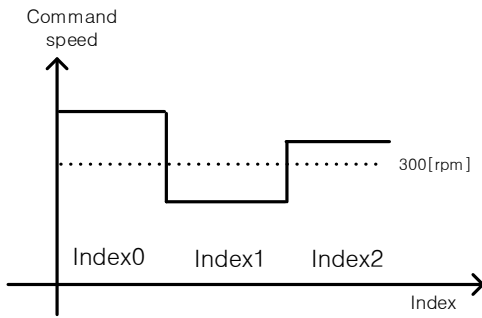 Command
speed
300[rpm]
Index0
Index1
Index2
Index